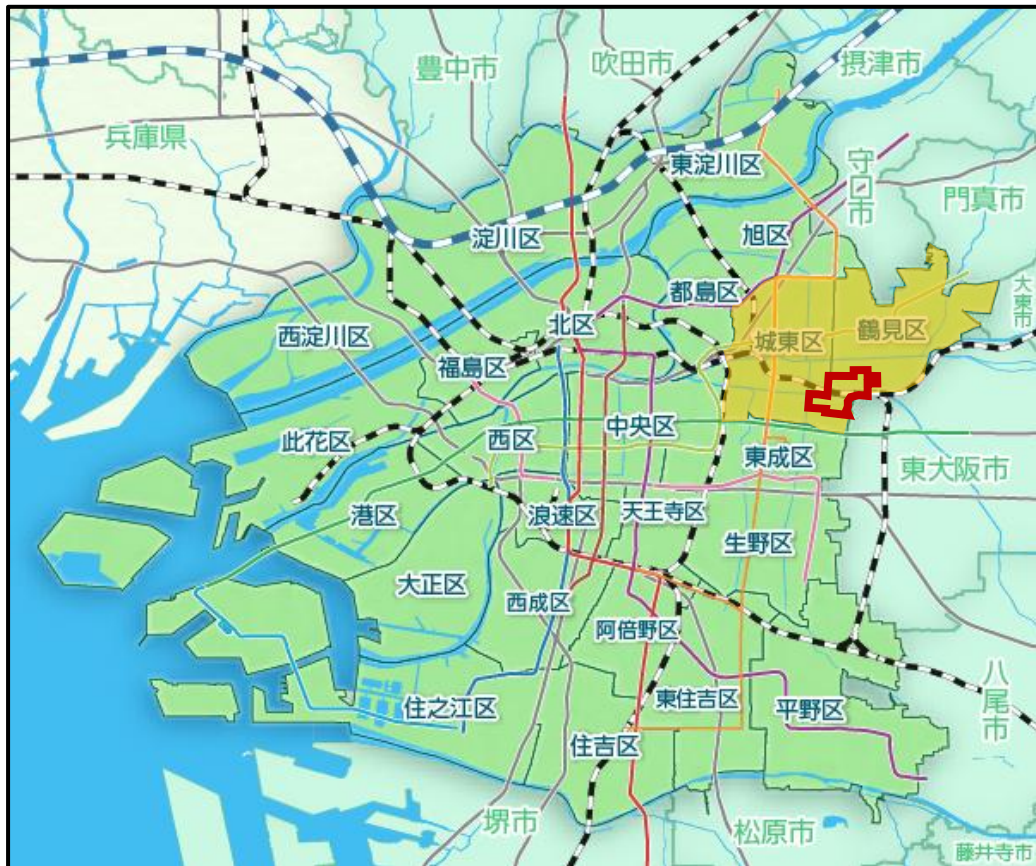 豊中市
吹田市
摂津市
兵庫県
東淀川区
守口市
門真市
淀川区
旭区
都島区
大東市
西淀川区
北区
城東区
鶴見区
福島区
此花区
西区
中央区
東成区
東大阪市
港区
浪速区
天王寺区
生野区
大正区
西成区
阿倍野区
住之江区
東住吉区
平野区
八尾市
住吉区
堺市
松原市
藤井寺市